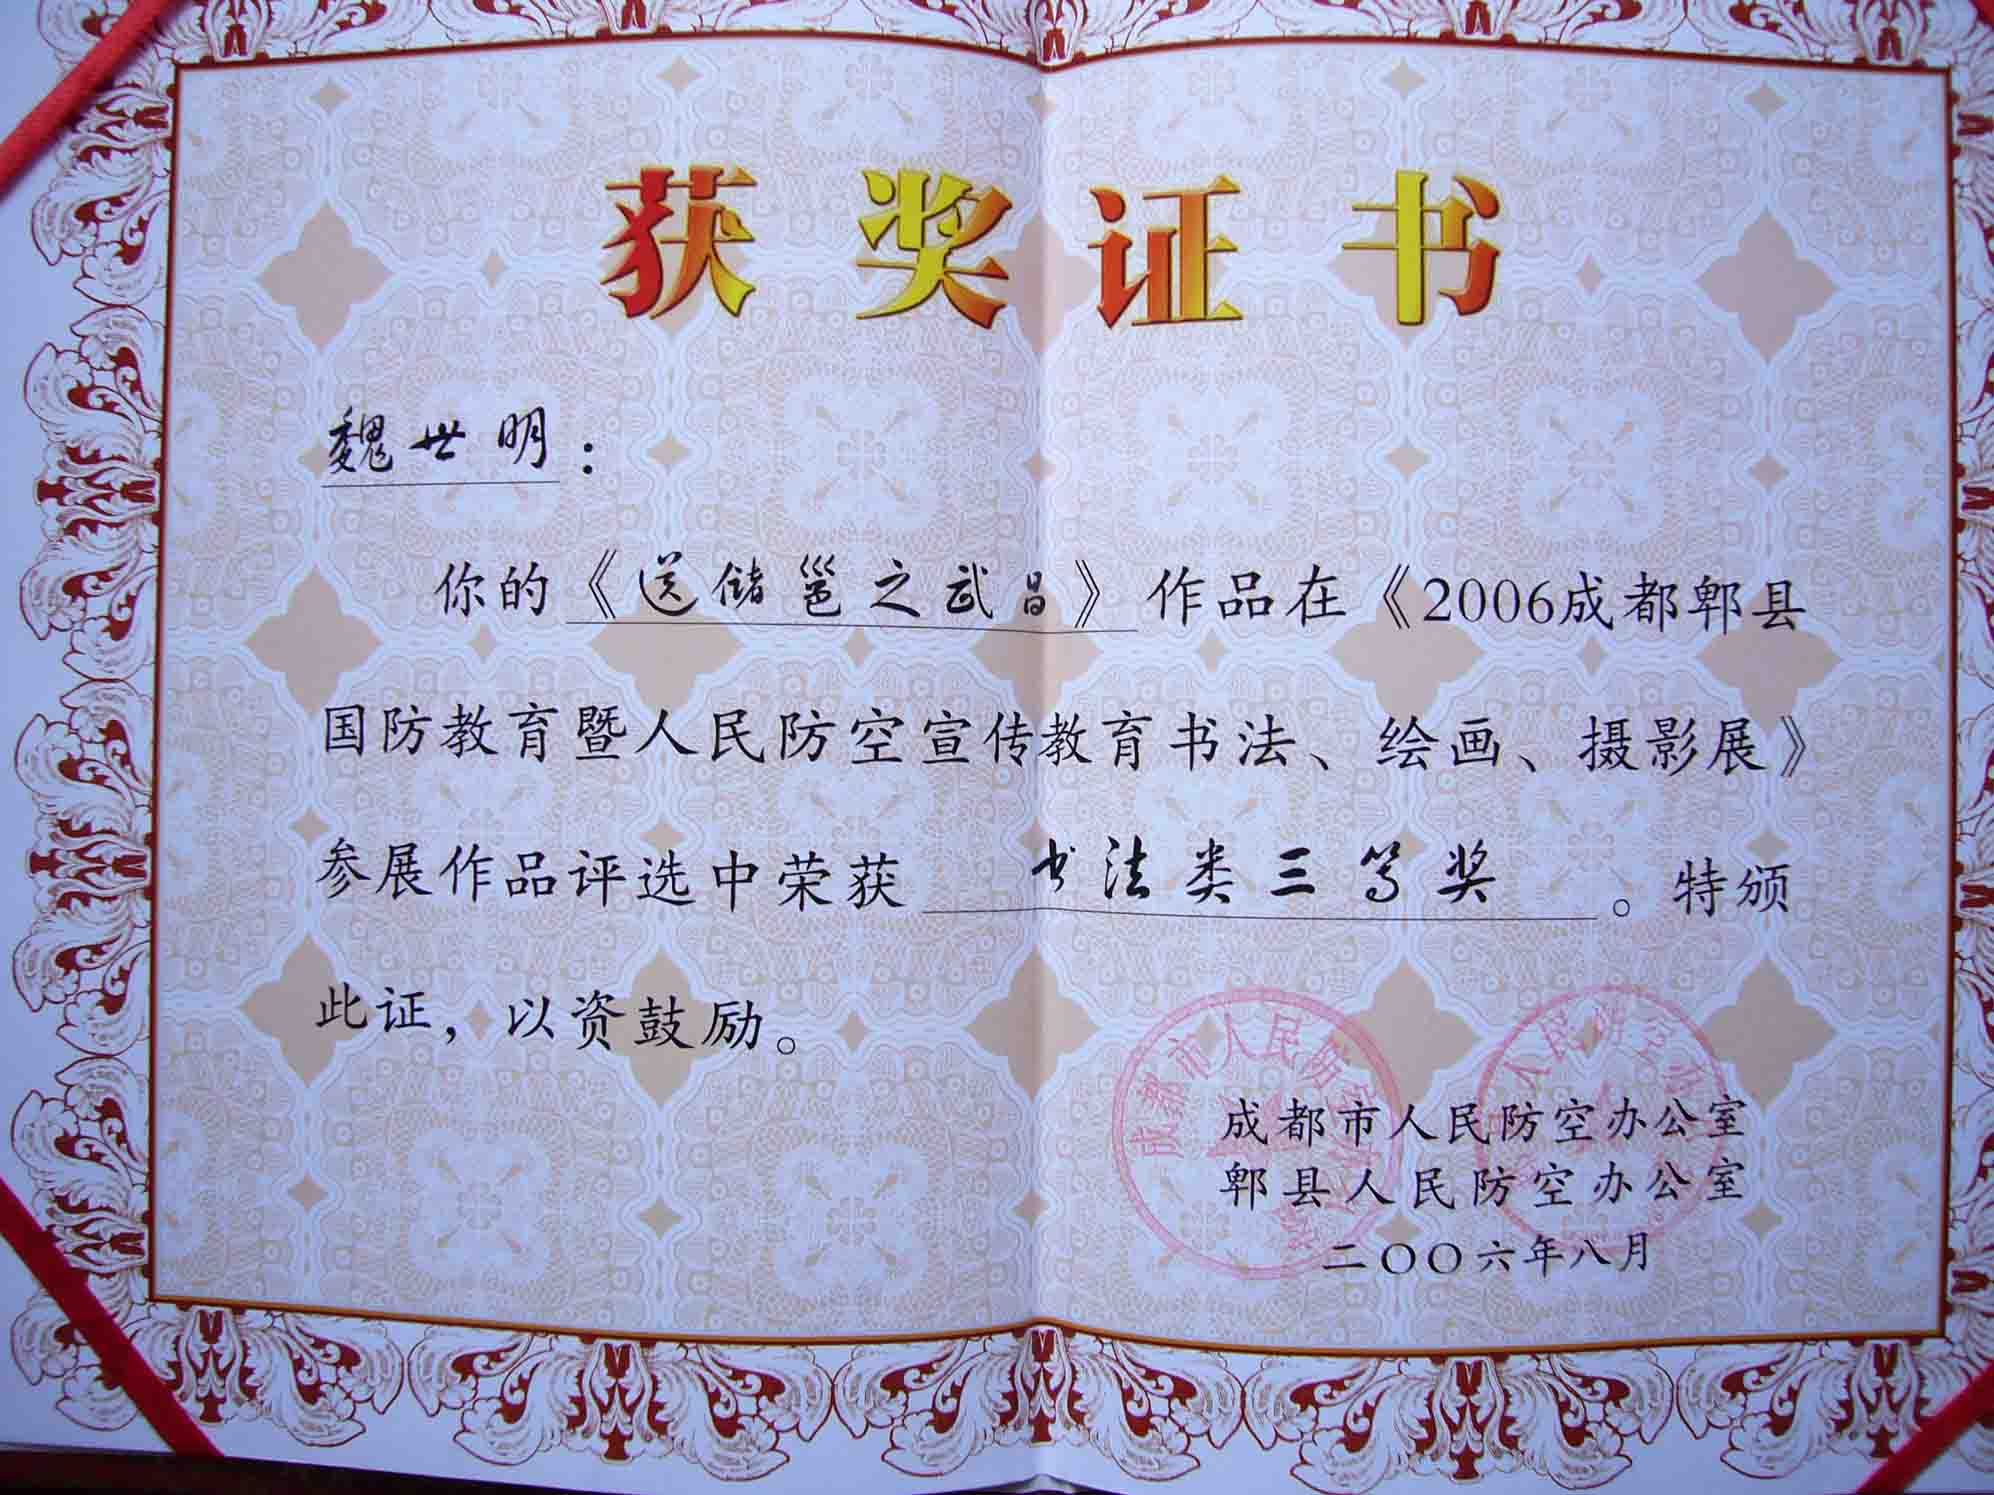 获奖证书
魏世明：
你的《送储邕之武昌》作品在《2006成都郫县
国防教育暨人民防空宣传教育书法、绘画、摄影展》
参展作品评选中荣获 书法类三等奖 。特颁
此证，以资鼓励。
成都市人民防空办公室
郫县人民防空办公室
二〇〇六年八月